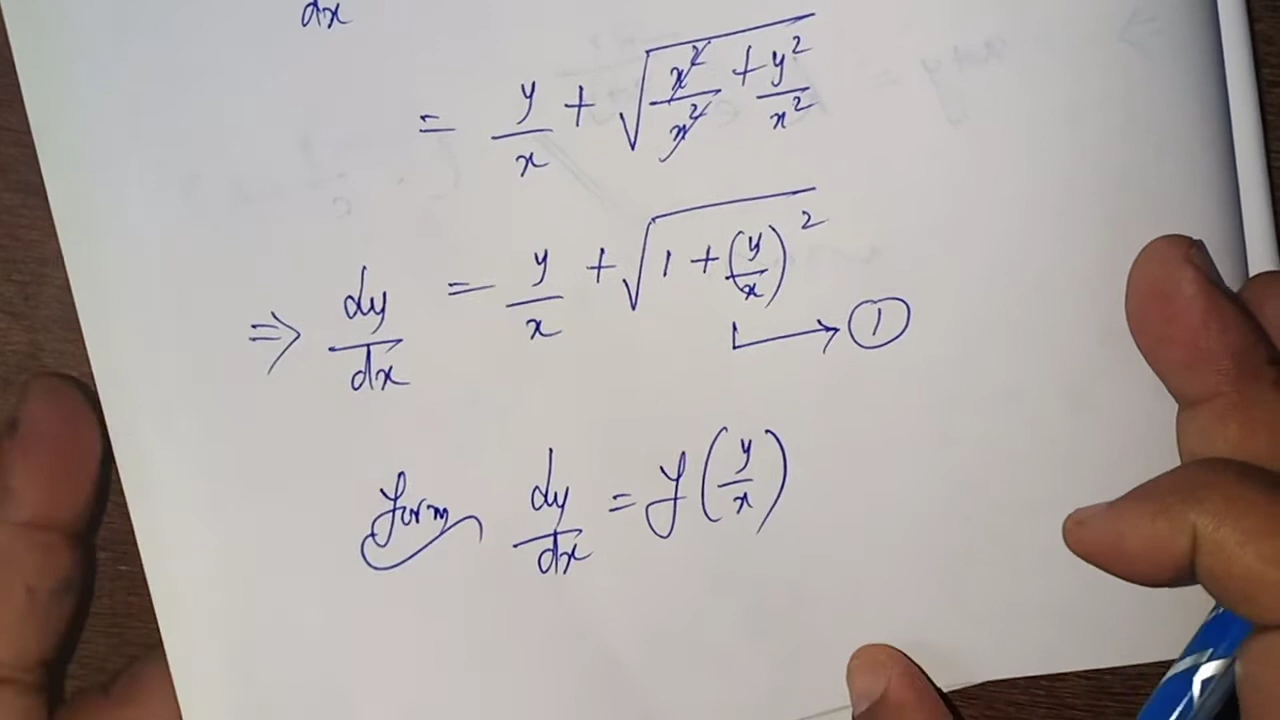 dx
= y/x + √(x²/x² + y²/x²)
⇒ dy/dx = y/x + √(1 + (y/x)²)
→ ①
form dy/dx = f(y/x)